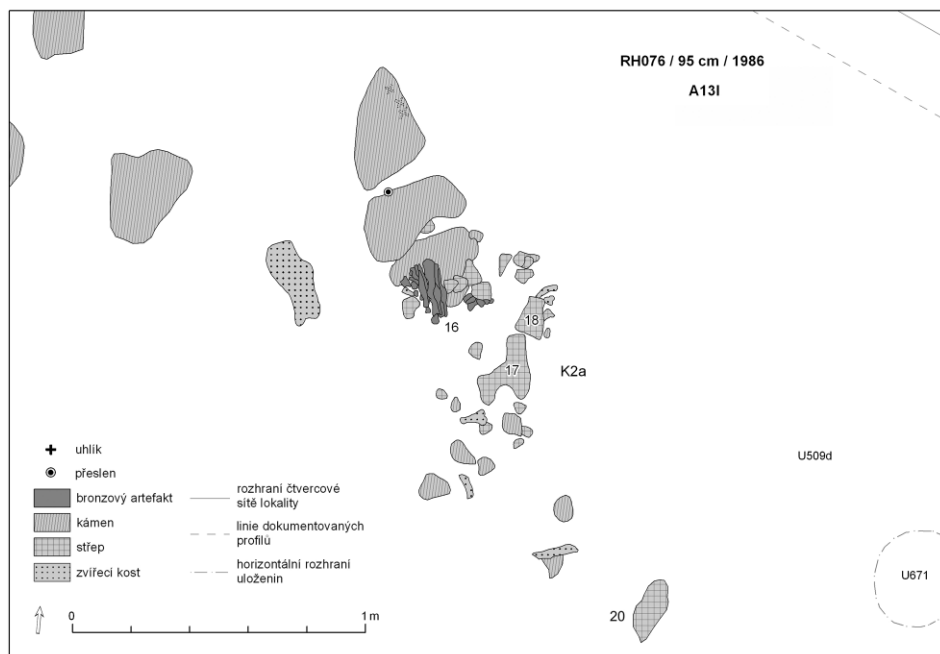 RH076 / 95 cm / 1986
A13I
16
18
17
K2a
U509d
U671
20
uhlík
přeslen
bronzový artefakt
kámen
střep
zvířecí kost
rozhraní čtvercové
sítě lokality
linie dokumentovaných
profilů
horizontální rozhraní
uloženin
0
1 m